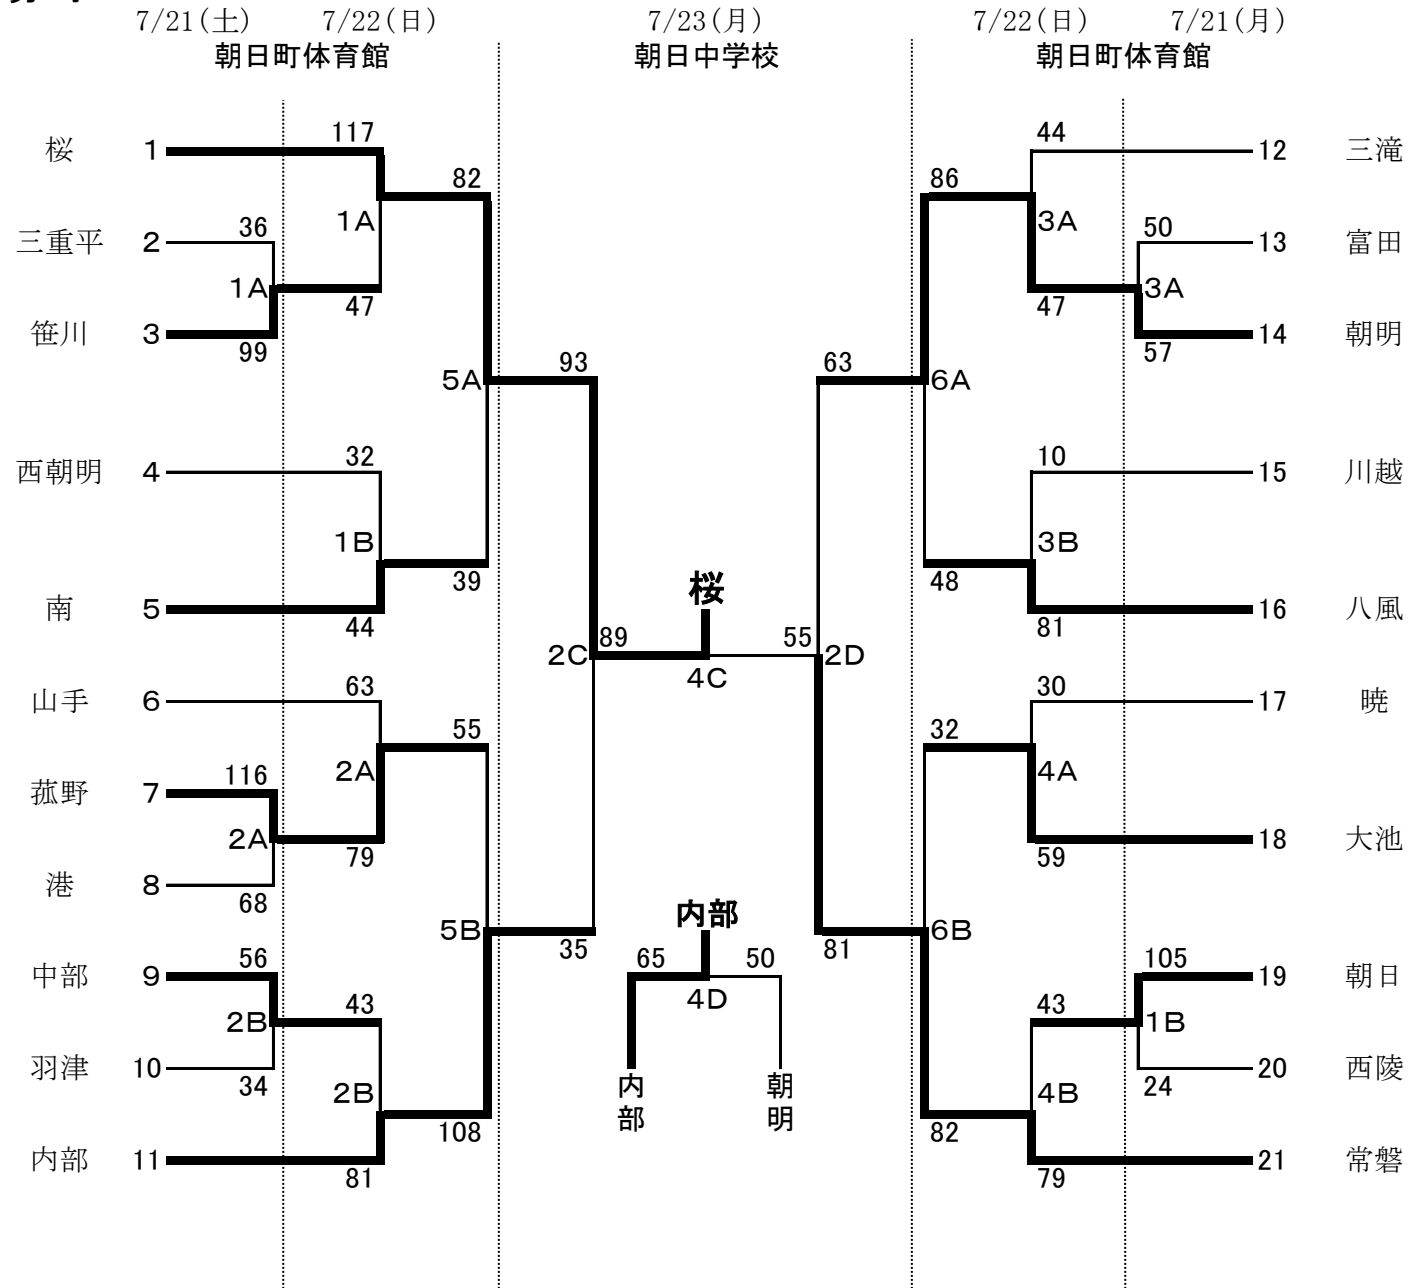 7/21(土) 7/22(日) 7/23(月) 7/22(日) 7/21(月)
朝日町体育館 朝日中学校 朝日町体育館
117 44
桜 1 12 三滝
82 86
1A 3A
36 50
三重平 2 13 富田
1A 3A
47 47
笹川 3 14 朝明
99 57
93 63
5A 6A
32 10
西朝明 4 15 川越
1B 3B
39 48
桜
南 5 16 八風
44 81
89 55
2C 2D
4C
63 30
山手 6 17 暁
55 32
2A 4A
116
菰野 7
2A 18 大池
79 59
港 8
68
内部
5B 6B
35 65 50 81
56 105
中部 9 19 朝日
4D
43 43
2B 1B
羽津 10 20 西陵
34 24
内部 朝明
2B 4B
108 82
内部 11 21 常磐
81 79